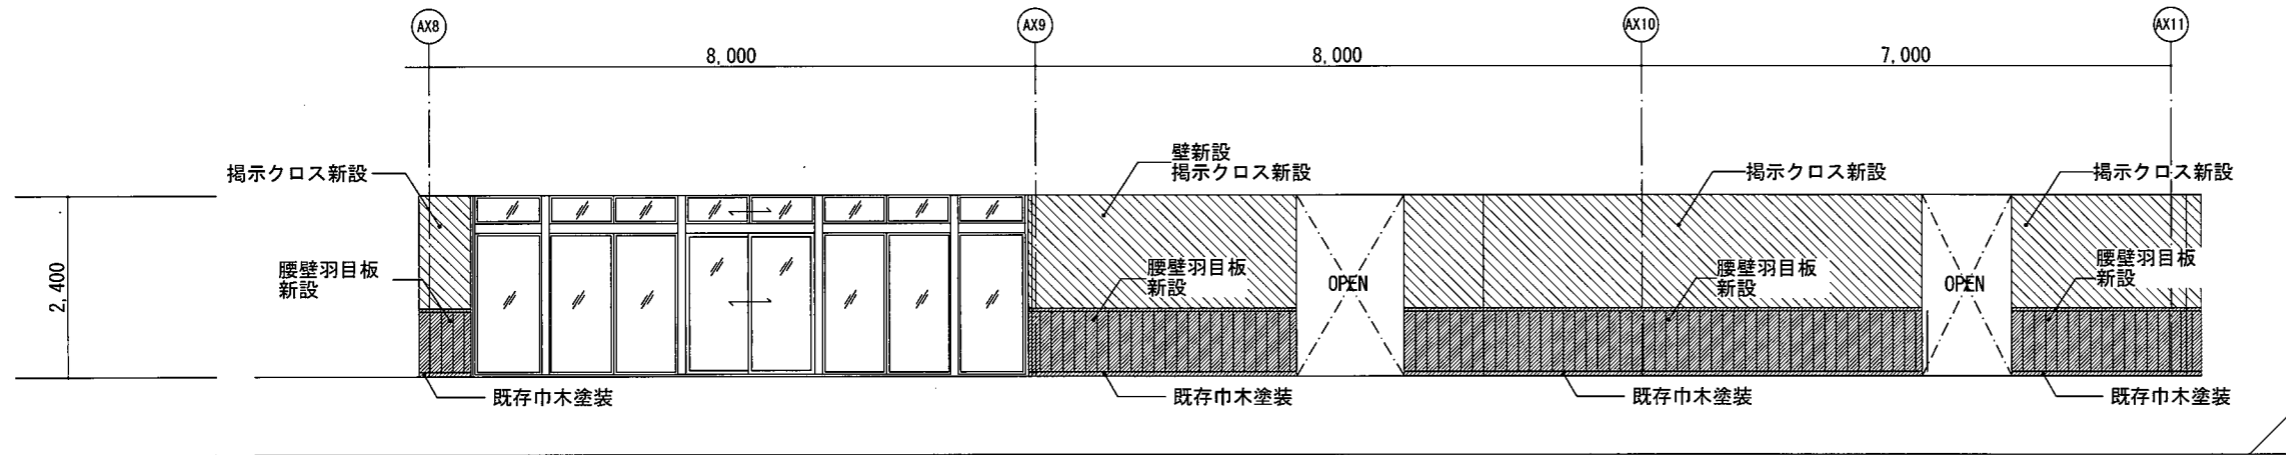 AX8
AX9
AX10
AX11
8,000
8,000
7,000
掲示クロス新設
壁新設
掲示クロス新設
掲示クロス新設
掲示クロス新設
2,400
腰壁羽目板
新設
腰壁羽目板
新設
OPEN
腰壁羽目板
新設
OPEN
腰壁羽目板
新設
既存巾木塗装
既存巾木塗装
既存巾木塗装
既存巾木塗装